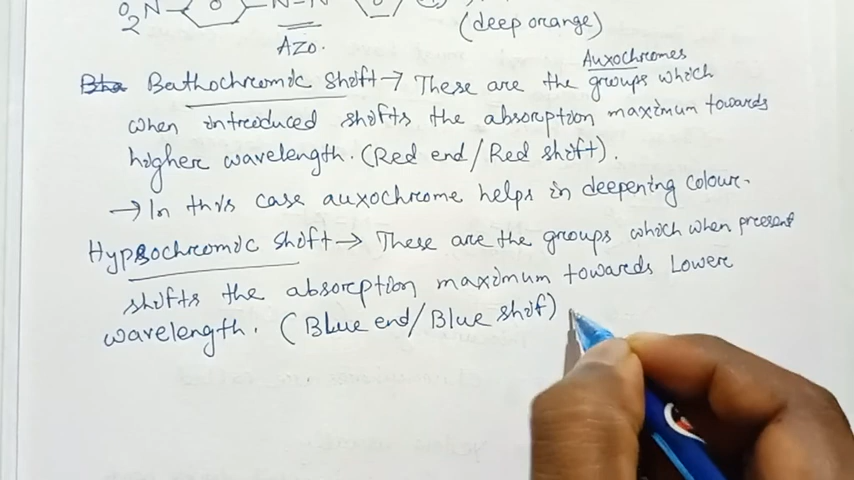 O₂N N N
(deep orange)
Azo.
Auxochromes
Bathochromic shift → These are the groups which
when introduced shifts the absorption maximum towards
higher wavelength. (Red end/Red shift).
→ In this case auxochrome helps in deepening colour.
Hypsochromic shift → These are the groups which when present
shifts the absorption maximum towards Lower
wavelength. (Blue end/Blue shif)